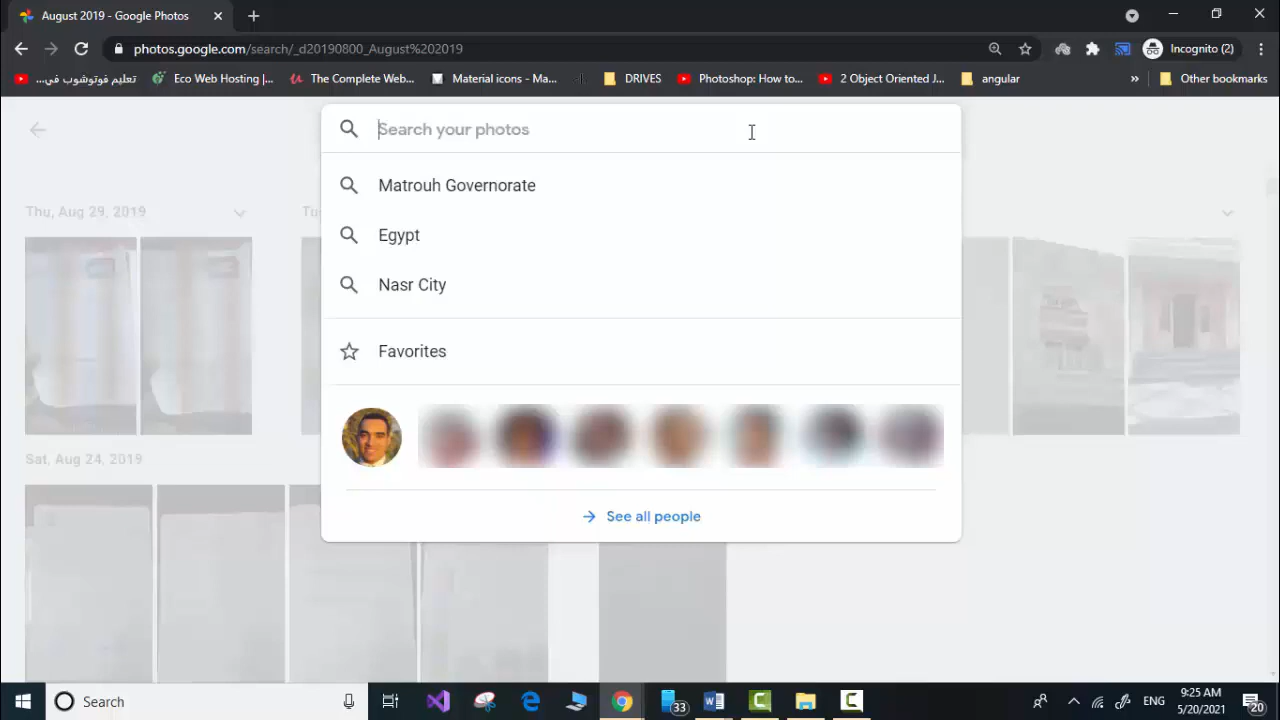 August 2019 - Google Photos
photos.google.com/search/_d20190800_August%202019
Incognito (2)
تعليم فوتوشوب في...
Eco Web Hosting |...
The Complete Web...
Material icons - Ma...
DRIVES
Photoshop: How to...
2 Object Oriented J...
angular
»
Other bookmarks
Search your photos
Matrouh Governorate
Thu, Aug 29, 2019
Tu
Egypt
Nasr City
Favorites
Sat, Aug 24, 2019
See all people
Search
33
ENG
9:25 AM
5/20/2021
20